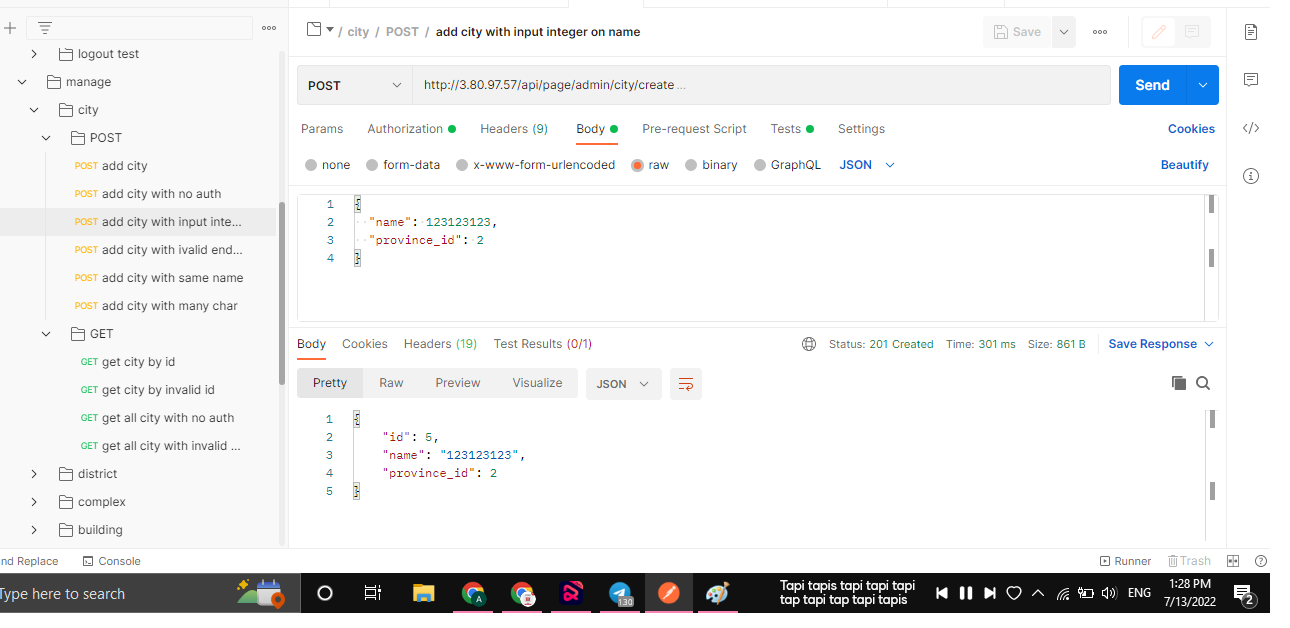 logout test
manage
city
POST
POST add city
POST add city with no auth
POST add city with input inte...
POST add city with ivalid end...
POST add city with same name
POST add city with many char
GET
GET get city by id
GET get city by invalid id
GET get all city with no auth
GET get all city with invalid ...
district
complex
building
/ city / POST / add city with input integer on name
Save
POST http://3.80.97.57/api/page/admin/city/create ...
Send
Params Authorization Headers (9) Body Pre-request Script Tests Settings Cookies
none form-data x-www-form-urlencoded raw binary GraphQL JSON Beautify
1 {
2 "name": 123123123,
3 "province_id": 2
4 }
Body Cookies Headers (19) Test Results (0/1) Status: 201 Created Time: 301 ms Size: 861 B Save Response
Pretty Raw Preview Visualize JSON
1 {
2 "id": 5,
3 "name": "123123123",
4 "province_id": 2
5 }
nd Replace Console Runner Trash
Type here to search
A
130
Tapi tapis tapi tapi tapi
tap tapi tap tapi tapis
ENG
1:28 PM
7/13/2022
2